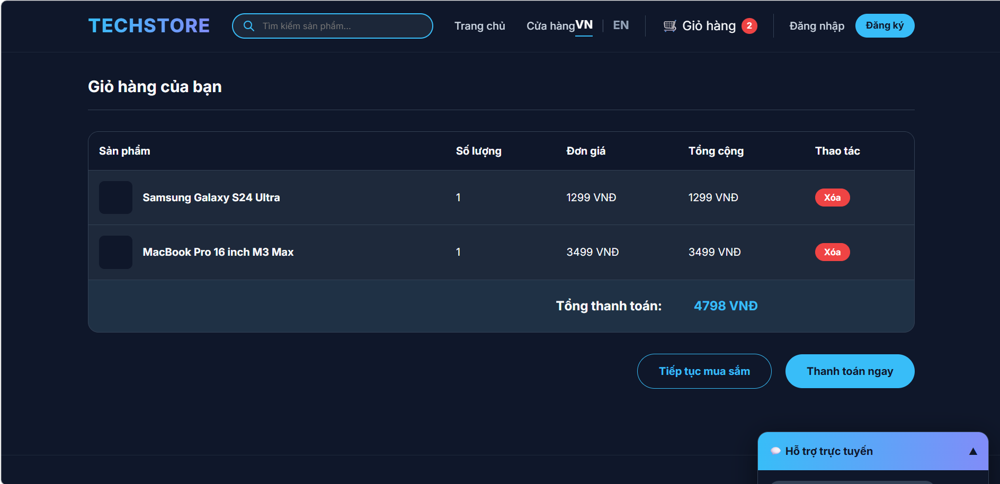 TECHSTORE
Tìm kiếm sản phẩm...
Trang chủ
Cửa hàng
VN
EN
Giỏ hàng 2
Đăng nhập
Đăng ký
Giỏ hàng của bạn
Sản phẩm Số lượng Đơn giá Tổng cộng Thao tác
Samsung Galaxy S24 Ultra 1 1299 VNĐ 1299 VNĐ Xóa
MacBook Pro 16 inch M3 Max 1 3499 VNĐ 3499 VNĐ Xóa
Tổng thanh toán: 4798 VNĐ
Tiếp tục mua sắm
Thanh toán ngay
Hỗ trợ trực tuyến